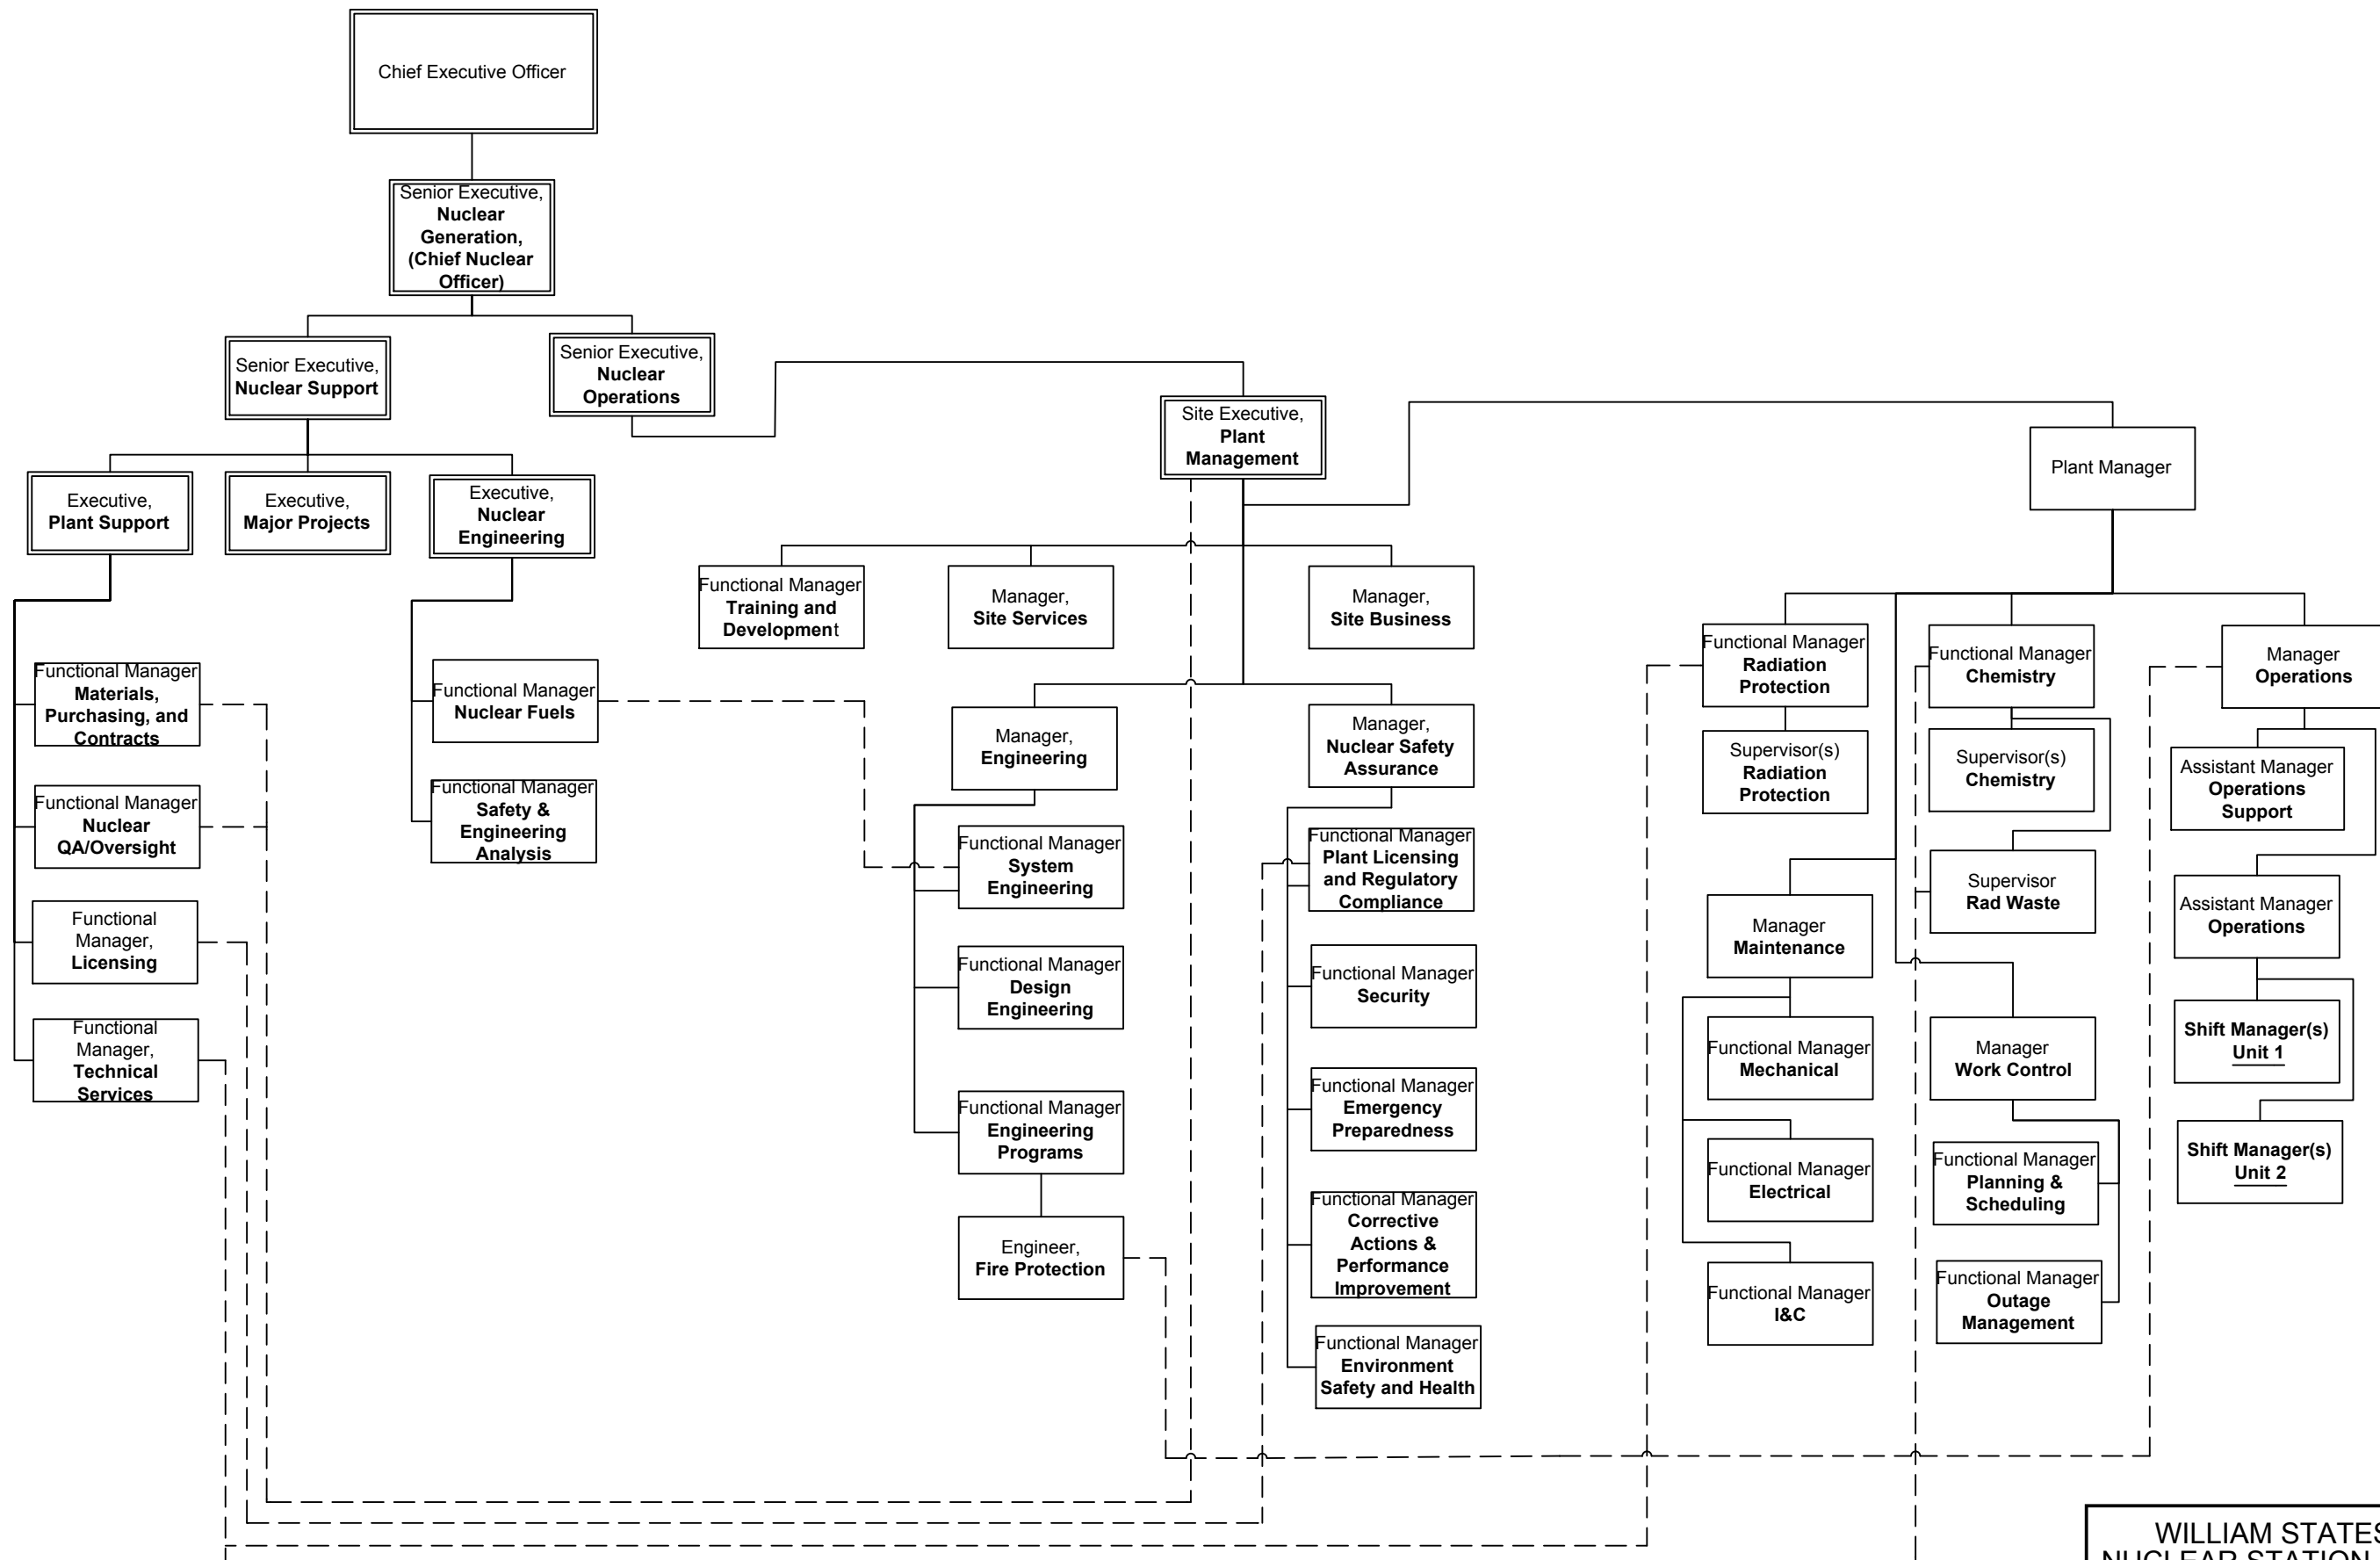 Chief Executive Officer
Senior Executive,
Nuclear
Generation,
(Chief Nuclear
Officer)
Senior Executive,
Nuclear Support
Senior Executive,
Nuclear
Operations
Site Executive,
Plant
Management
Plant Manager
Executive,
Plant Support
Executive,
Major Projects
Executive,
Nuclear
Engineering
Functional Manager
Training and
Development
Manager,
Site Services
Manager,
Site Business
Functional Manager
Materials,
Purchasing, and
Contracts
Functional Manager
Nuclear
QA/Oversight
Functional
Manager,
Licensing
Functional
Manager,
Technical
Services
Functional Manager
Nuclear Fuels
Functional Manager
Safety &
Engineering
Analysis
Manager,
Engineering
Functional Manager
System
Engineering
Functional Manager
Design
Engineering
Functional Manager
Engineering
Programs
Engineer,
Fire Protection
Manager,
Nuclear Safety
Assurance
Functional Manager
Plant Licensing
and Regulatory
Compliance
Functional Manager
Security
Functional Manager
Emergency
Preparedness
Functional Manager
Corrective
Actions &
Performance
Improvement
Functional Manager
Environment
Safety and Health
Functional Manager
Radiation
Protection
Supervisor(s)
Radiation
Protection
Manager
Maintenance
Functional Manager
Mechanical
Functional Manager
Electrical
Functional Manager
I&C
Functional Manager
Chemistry
Supervisor(s)
Chemistry
Supervisor
Rad Waste
Manager
Work Control
Functional Manager
Planning &
Scheduling
Functional Manager
Outage
Management
Manager
Operations
Assistant Manager
Operations
Support
Assistant Manager
Operations
Shift Manager(s)
Unit 1
Shift Manager(s)
Unit 2
WILLIAM STATES
NUCLEAR STATION